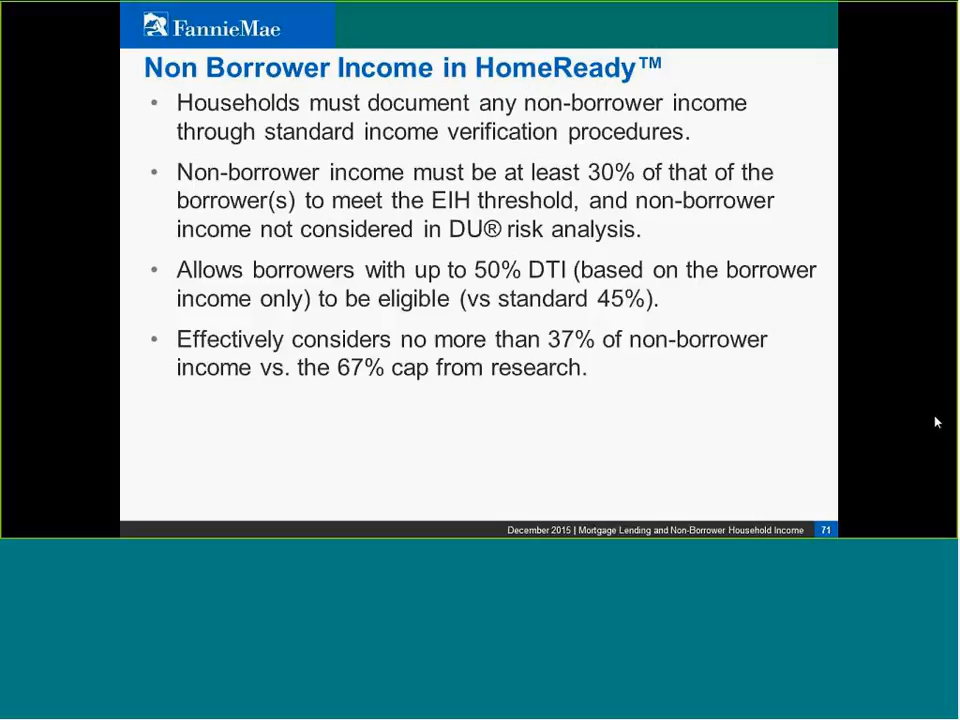 FannieMae
Non Borrower Income in HomeReady™
• Households must document any non-borrower income
through standard income verification procedures.
• Non-borrower income must be at least 30% of that of the
borrower(s) to meet the EIH threshold, and non-borrower
income not considered in DU® risk analysis.
• Allows borrowers with up to 50% DTI (based on the borrower
income only) to be eligible (vs standard 45%).
• Effectively considers no more than 37% of non-borrower
income vs. the 67% cap from research.
December 2015 | Mortgage Lending and Non-Borrower Household Income 71